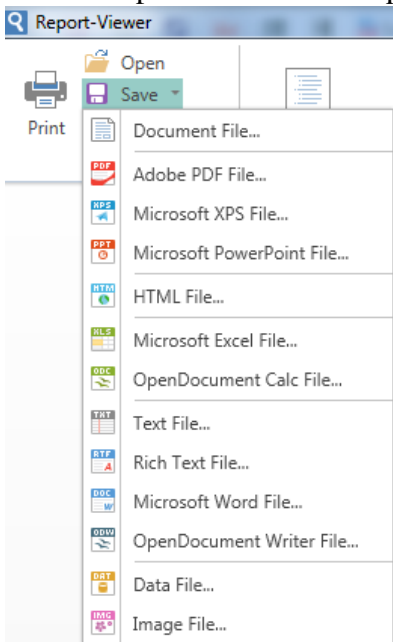 Report-Viewer
Open
Save
Print
Document File...
PDF Adobe PDF File...
XPS Microsoft XPS File...
PPT Microsoft PowerPoint File...
HTM HTML File...
XLS Microsoft Excel File...
ODC OpenDocument Calc File...
TXT Text File...
RTF Rich Text File...
DOC Microsoft Word File...
ODW OpenDocument Writer File...
DAT Data File...
IMG Image File...